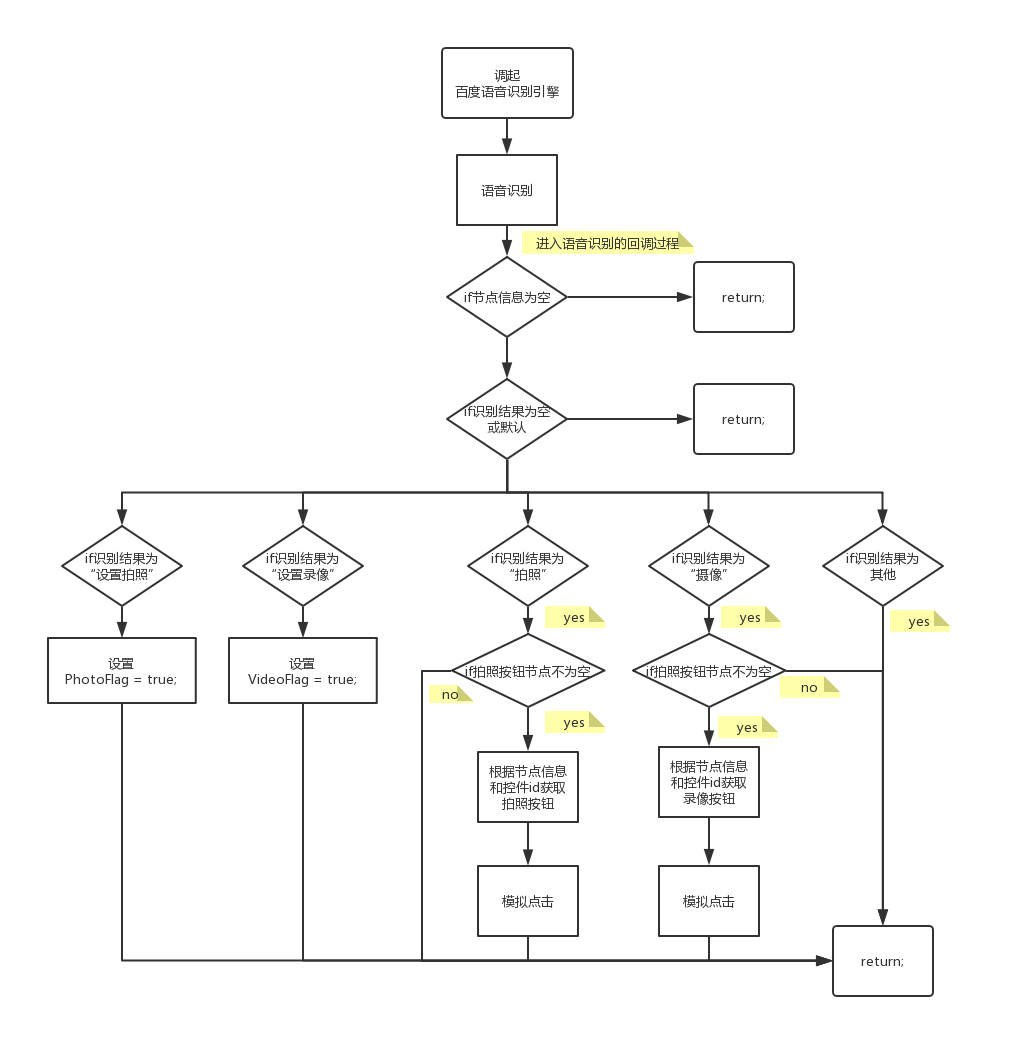 调起
百度语音识别引擎
语音识别
进入语音识别的回调过程
if节点信息为空
return;
if识别结果为空
或默认
return;
if识别结果为
“设置拍照”
if识别结果为
“设置录像”
if识别结果为
“拍照”
if识别结果为
“摄像”
if识别结果为
其他
yes
yes
yes
设置
PhotoFlag = true;
设置
VideoFlag = true;
if拍照按钮节点不为空
if拍照按钮节点不为空
no
no
yes
yes
根据节点信息
和控件id获取
拍照按钮
根据节点信息
和控件id获取
录像按钮
模拟点击
模拟点击
return;